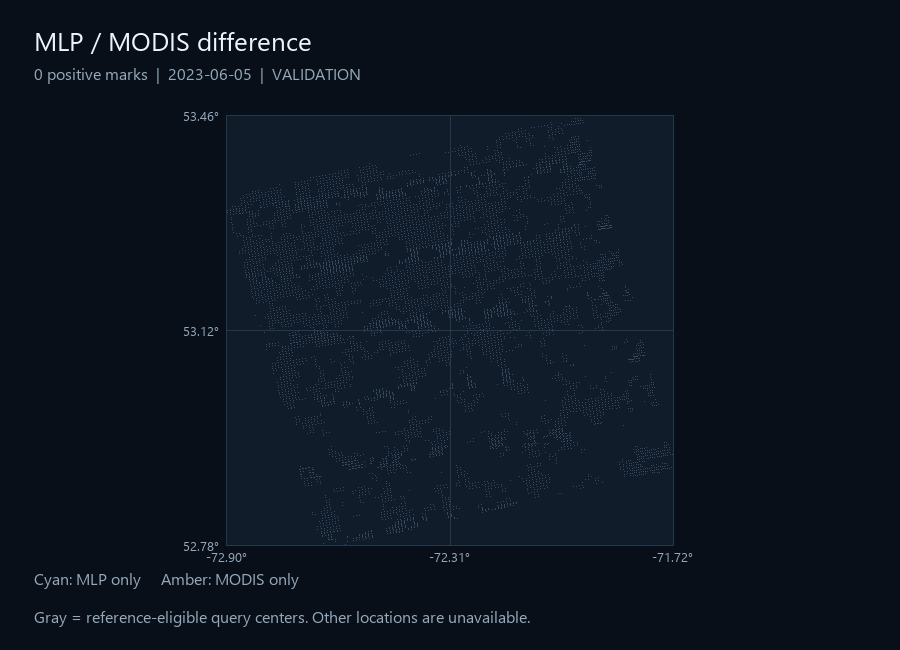 MLP / MODIS difference
0 positive marks | 2023-06-05 | VALIDATION
53.46°
53.12°
52.78°
-72.90° -72.31° -71.72°
Cyan: MLP only Amber: MODIS only
Gray = reference-eligible query centers. Other locations are unavailable.